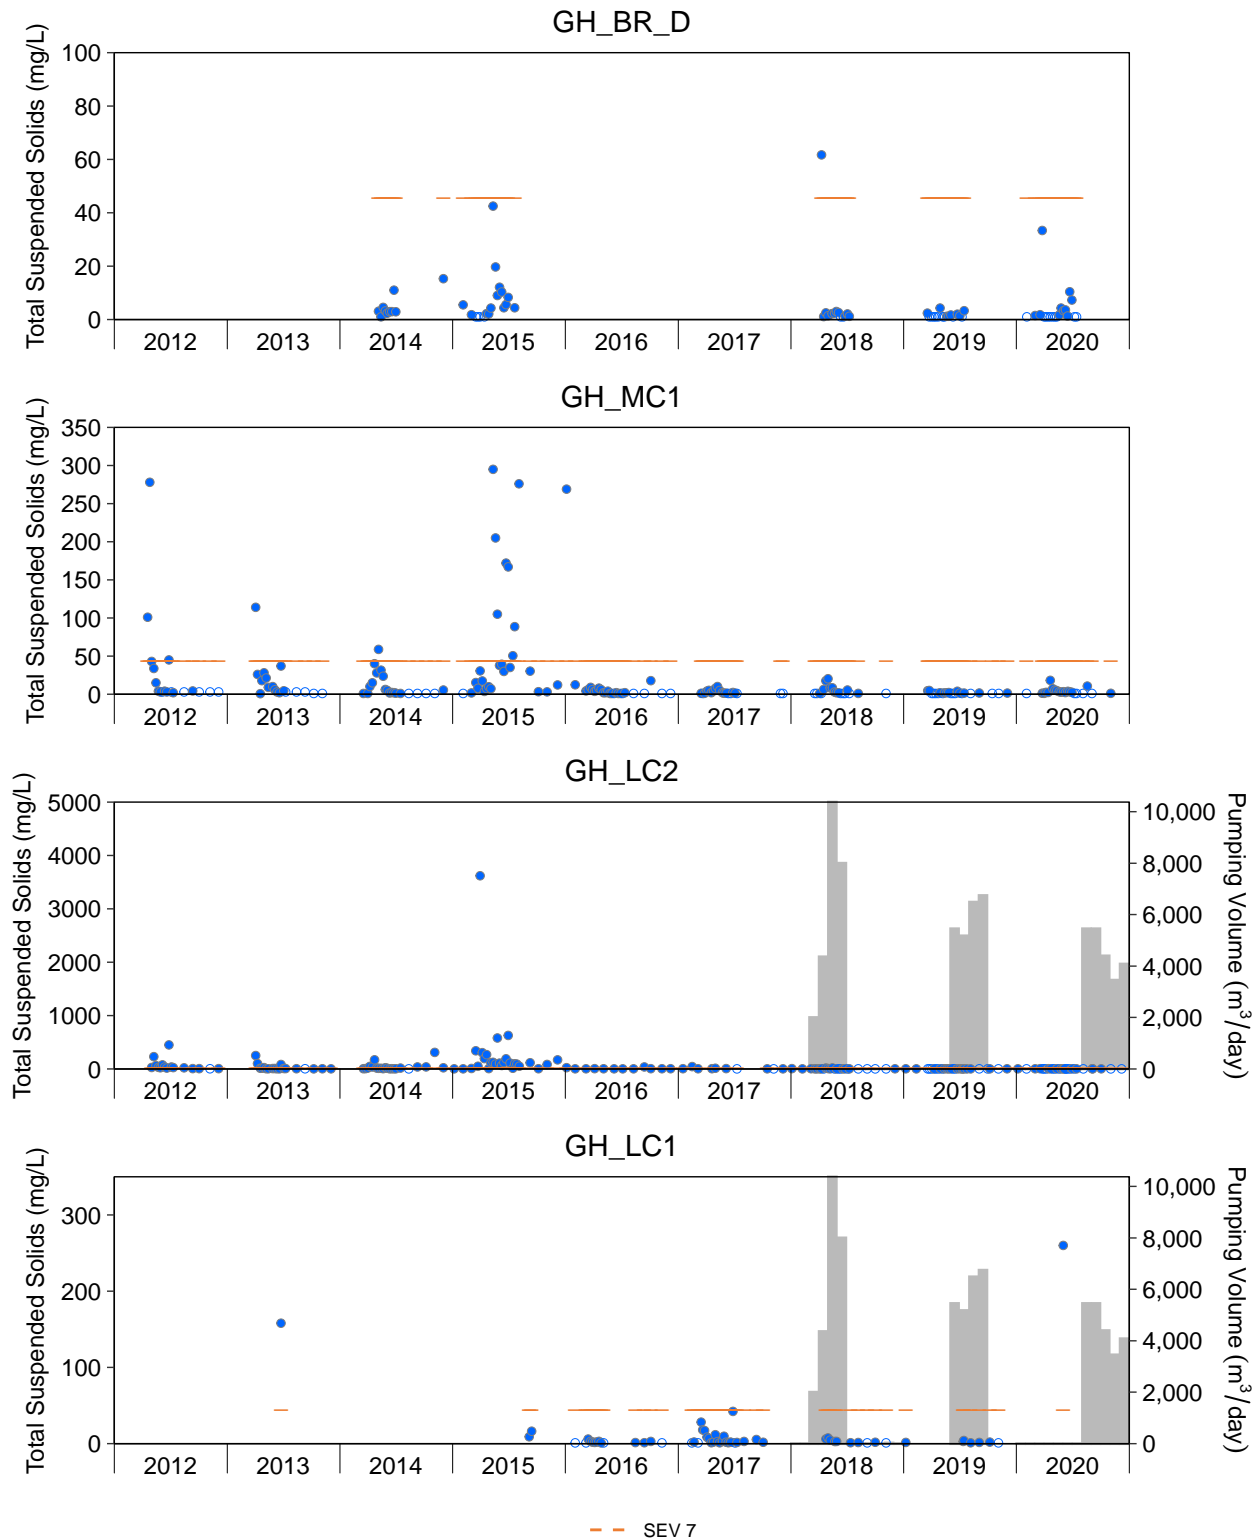 GH_BR_D
Total Suspended Solids (mg/L)
100
80
60
40
20
0
2012 2013 2014 2015 2016 2017 2018 2019 2020
GH_MC1
Total Suspended Solids (mg/L)
350
300
250
200
150
100
50
0
2012 2013 2014 2015 2016 2017 2018 2019 2020
GH_LC2
Total Suspended Solids (mg/L)
5000
4000
3000
2000
1000
0
10,000
8,000
6,000
4,000
2,000
0
Pumping Volume (m³/day)
2012 2013 2014 2015 2016 2017 2018 2019 2020
GH_LC1
Total Suspended Solids (mg/L)
300
200
100
0
10,000
8,000
6,000
4,000
2,000
0
Pumping Volume (m³/day)
2012 2013 2014 2015 2016 2017 2018 2019 2020
SEV 7